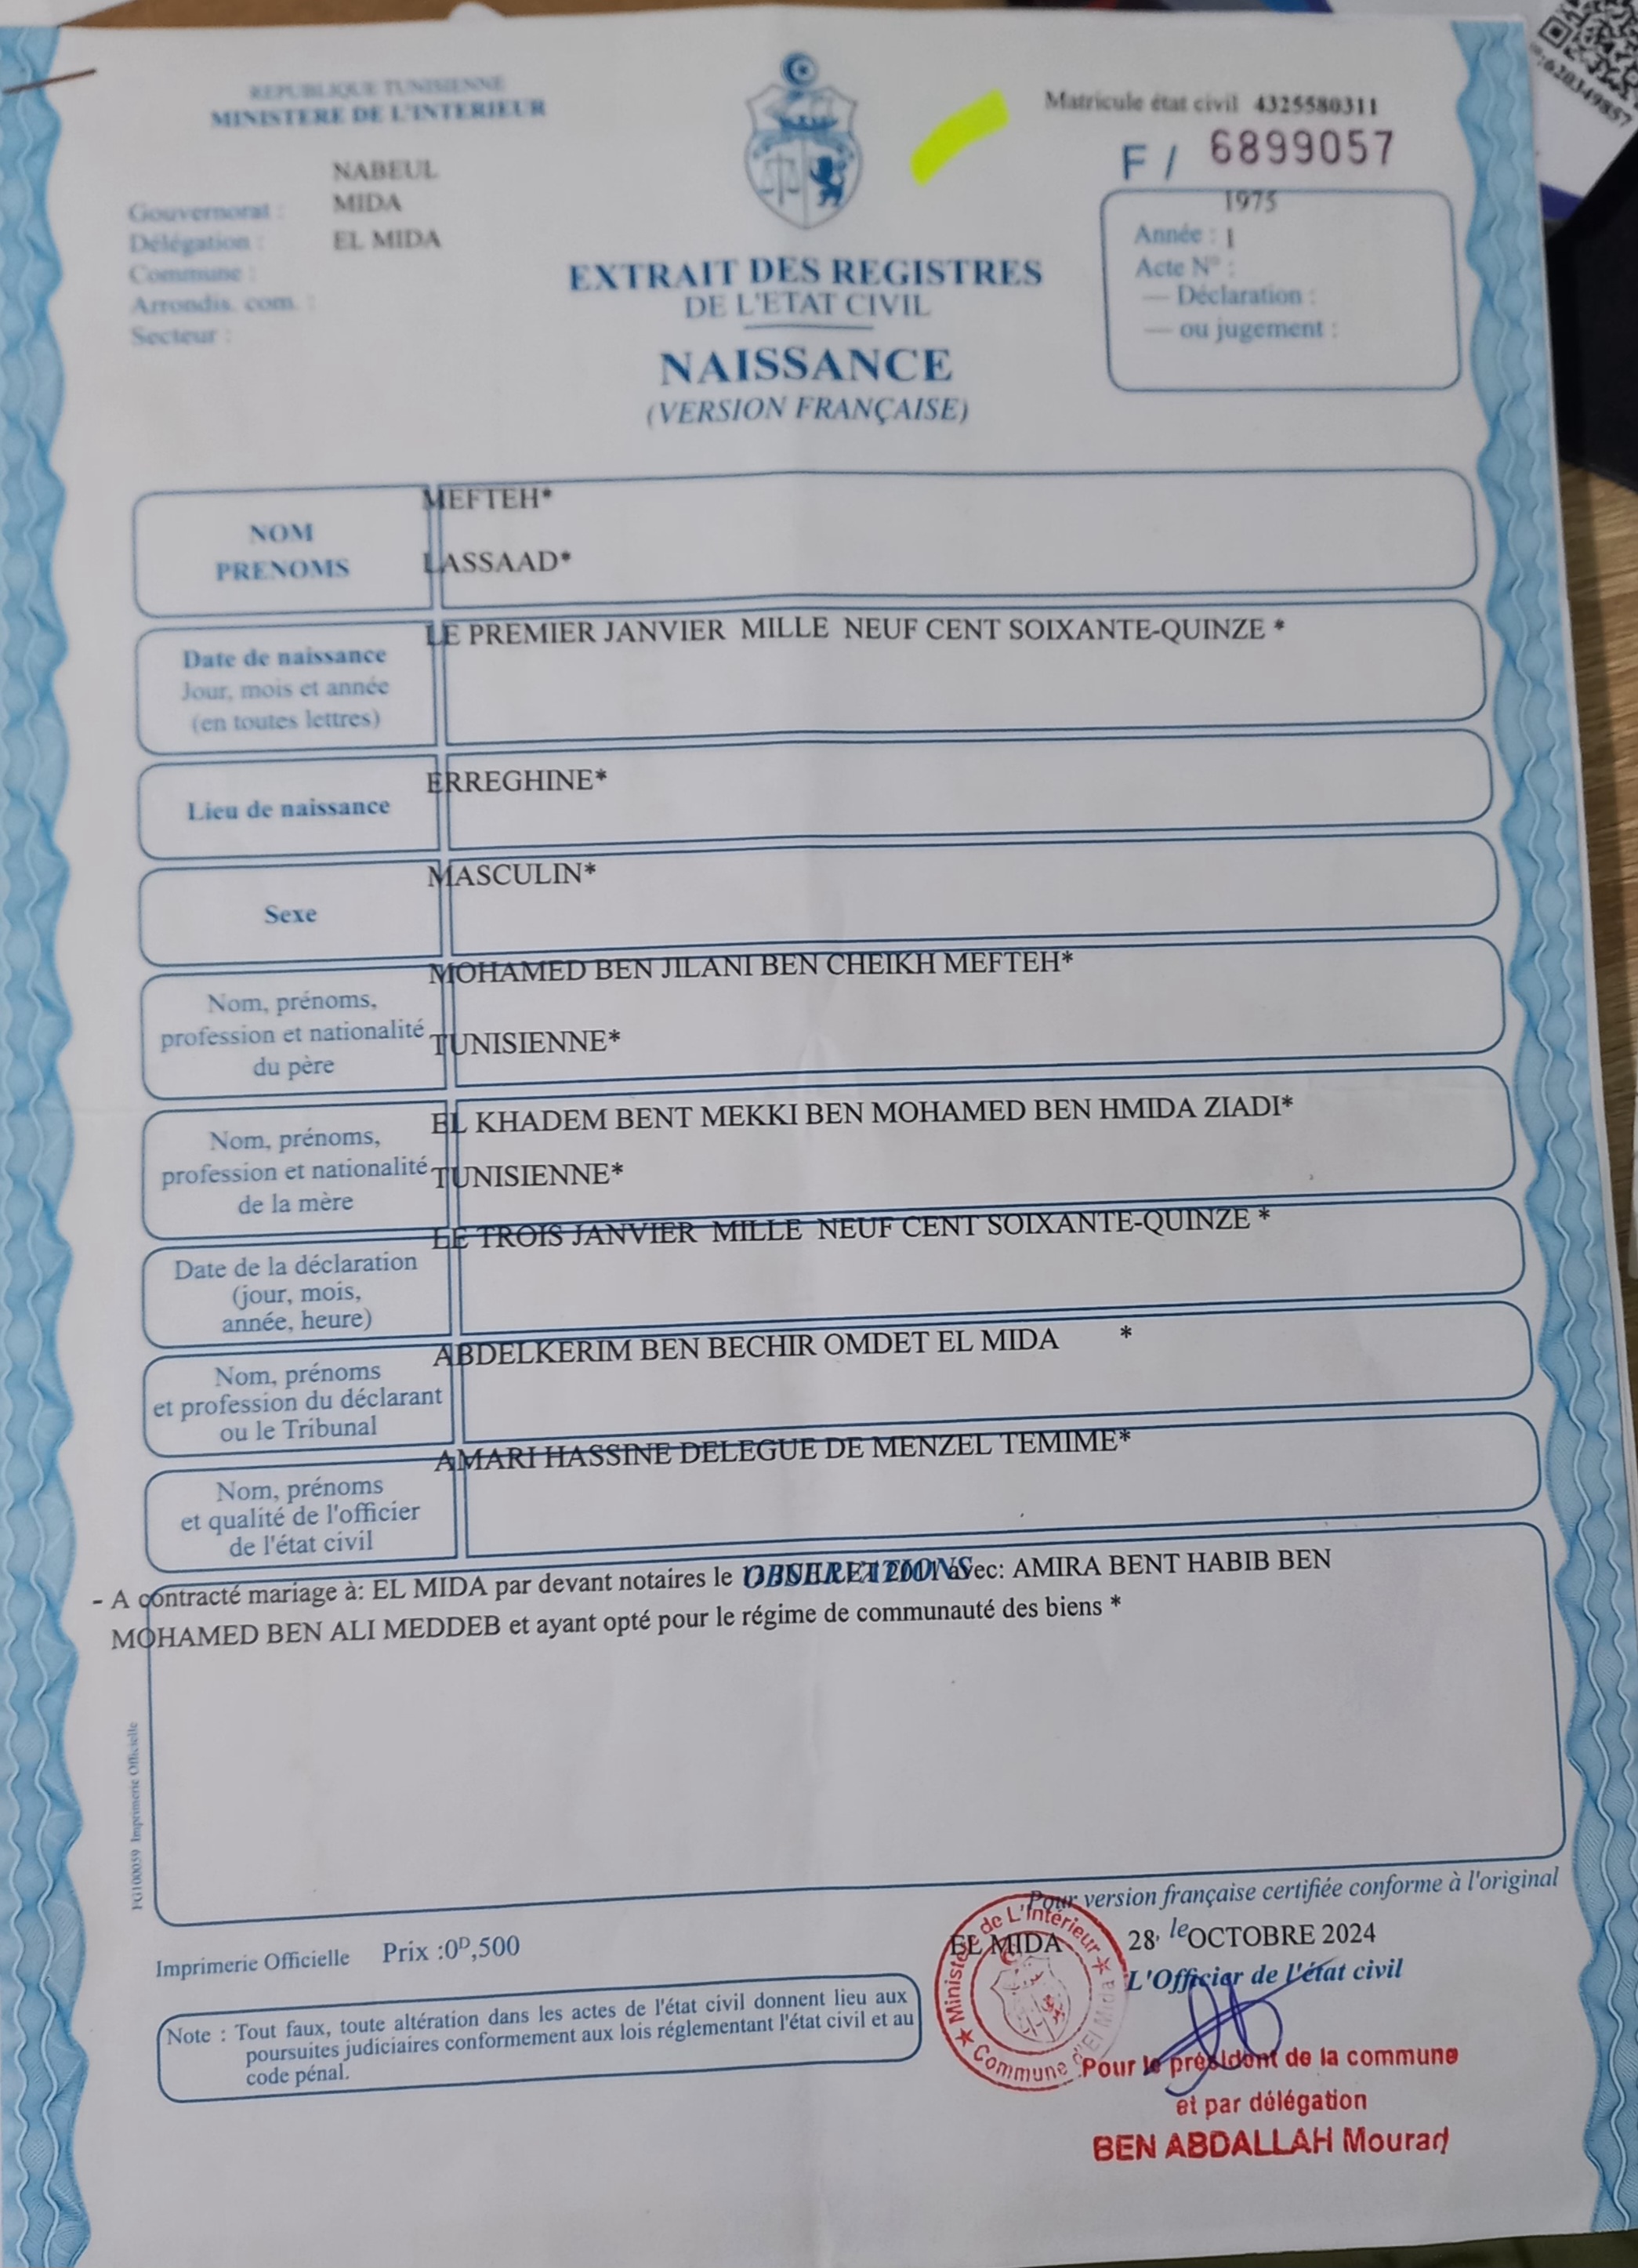 REPUBLIQUE TUNISIENNE
MINISTERE DE L'INTERIEUR
NABEUL
Gouvernorat : MIDA
Délégation : EL MIDA
Commune :
Arrondis. com. :
Secteur :
Matricule état civil 4325580311
F / 6899057
1975
Année : 1
Acte N° :
— Déclaration :
— ou jugement :
EXTRAIT DES REGISTRES
DE L'ETAT CIVIL
NAISSANCE
(VERSION FRANÇAISE)
NOM
PRENOMS
MEFTEH*
LASSAAD*
Date de naissance
Jour, mois et année
(en toutes lettres)
LE PREMIER JANVIER MILLE NEUF CENT SOIXANTE-QUINZE *
Lieu de naissance
ERREGHINE*
Sexe
MASCULIN*
Nom, prénoms,
profession et nationalité
du père
MOHAMED BEN JILANI BEN CHEIKH MEFTEH*
TUNISIENNE*
Nom, prénoms,
profession et nationalité
de la mère
EL KHADEM BENT MEKKI BEN MOHAMED BEN HMIDA ZIADI*
TUNISIENNE*
Date de la déclaration
(jour, mois,
année, heure)
LE TROIS JANVIER MILLE NEUF CENT SOIXANTE-QUINZE *
Nom, prénoms
et profession du déclarant
ou le Tribunal
ABDELKERIM BEN BECHIR OMDET EL MIDA *
Nom, prénoms
et qualité de l'officier
de l'état civil
AMARI HASSINE DELEGUE DE MENZEL TEMIME*
OBSERVATIONS
- A contracté mariage à: EL MIDA par devant notaires le JUILLET 2001 avec: AMIRA BENT HABIB BEN
MOHAMED BEN ALI MEDDEB et ayant opté pour le régime de communauté des biens *
FG100059 Imprimerie Officielle
Pour version française certifiée conforme à l'original
EL MIDA 28, le OCTOBRE 2024
L'Officier de l'état civil
Imprimerie Officielle Prix :0D,500
Note : Tout faux, toute altération dans les actes de l'état civil donnent lieu aux
poursuites judiciaires conformement aux lois réglementant l'état civil et au
code pénal.
Ministère de L'Intérieur
Commune d'El Mida
Pour le président de la commune
et par délégation
BEN ABDALLAH Mourad
:620349857